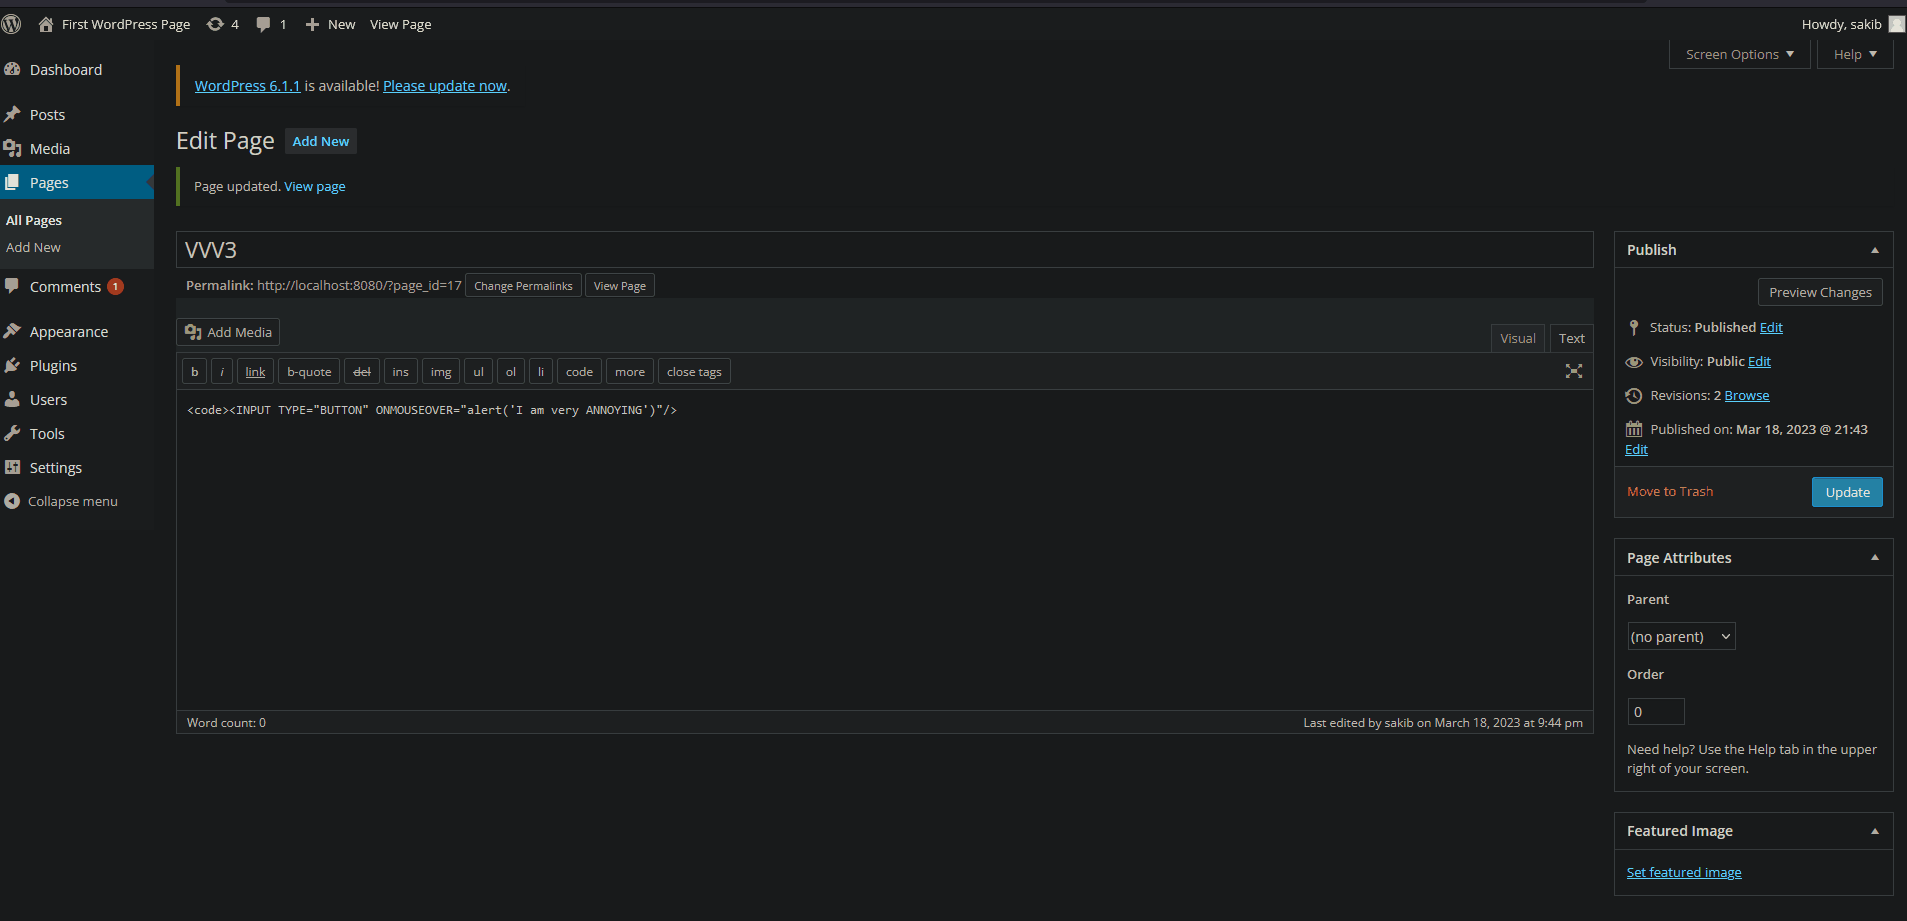 First WordPress Page 4 1 New View Page Howdy, sakib
Screen Options Help
Dashboard
Posts
Media
Pages
All Pages
Add New
Comments 1
Appearance
Plugins
Users
Tools
Settings
Collapse menu
WordPress 6.1.1 is available! Please update now.
Edit Page Add New
Page updated. View page
VVV3
Permalink: http://localhost:8080/?page_id=17 Change Permalinks View Page
Add Media Visual Text
b i link b-quote del ins img ul ol li code more close tags
<code><INPUT TYPE="BUTTON" ONMOUSEOVER="alert('I am very ANNOYING')"/>
Word count: 0 Last edited by sakib on March 18, 2023 at 9:44 pm
Publish
Preview Changes
Status: Published Edit
Visibility: Public Edit
Revisions: 2 Browse
Published on: Mar 18, 2023 @ 21:43
Edit
Move to Trash Update
Page Attributes
Parent
(no parent)
Order
0
Need help? Use the Help tab in the upper
right of your screen.
Featured Image
Set featured image